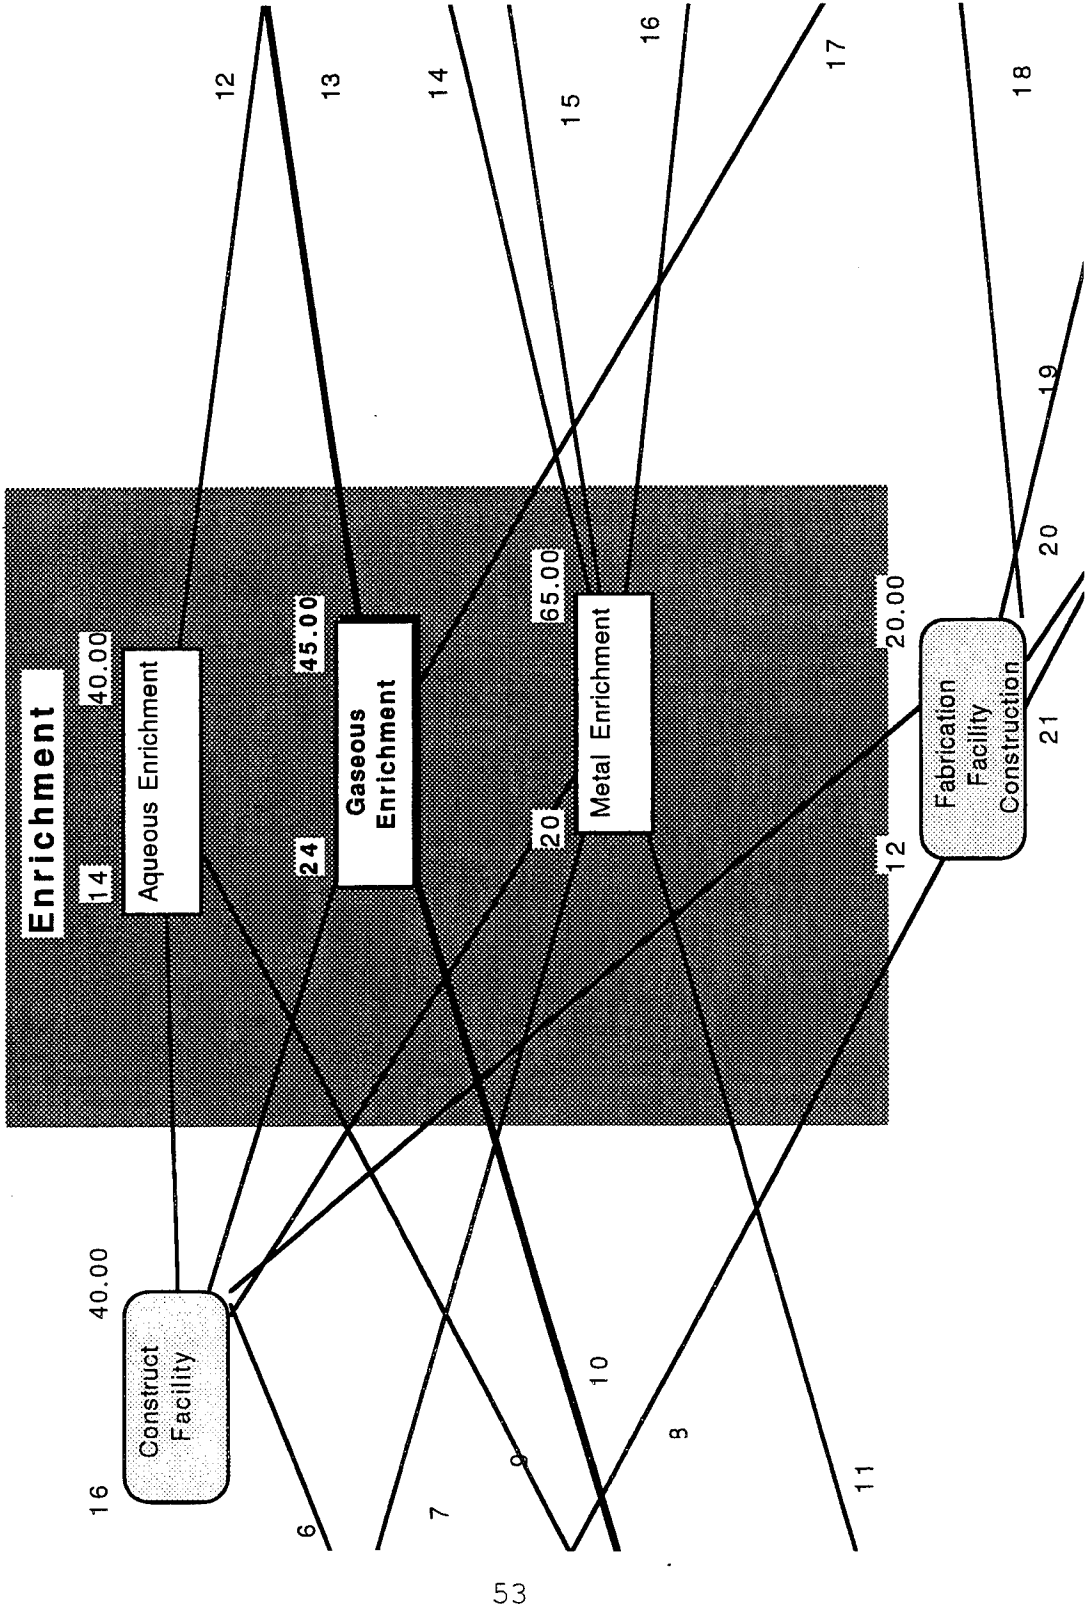 Enrichment
16
40.00
Construct
Facility
14
40.00
Aqueous Enrichment
24
45.00
Gaseous
Enrichment
20
65.00
Metal Enrichment
12
20.00
Fabrication
Facility
Construction
6
7
9
10
8
11
12
13
14
15
16
17
18
19
20
21
53